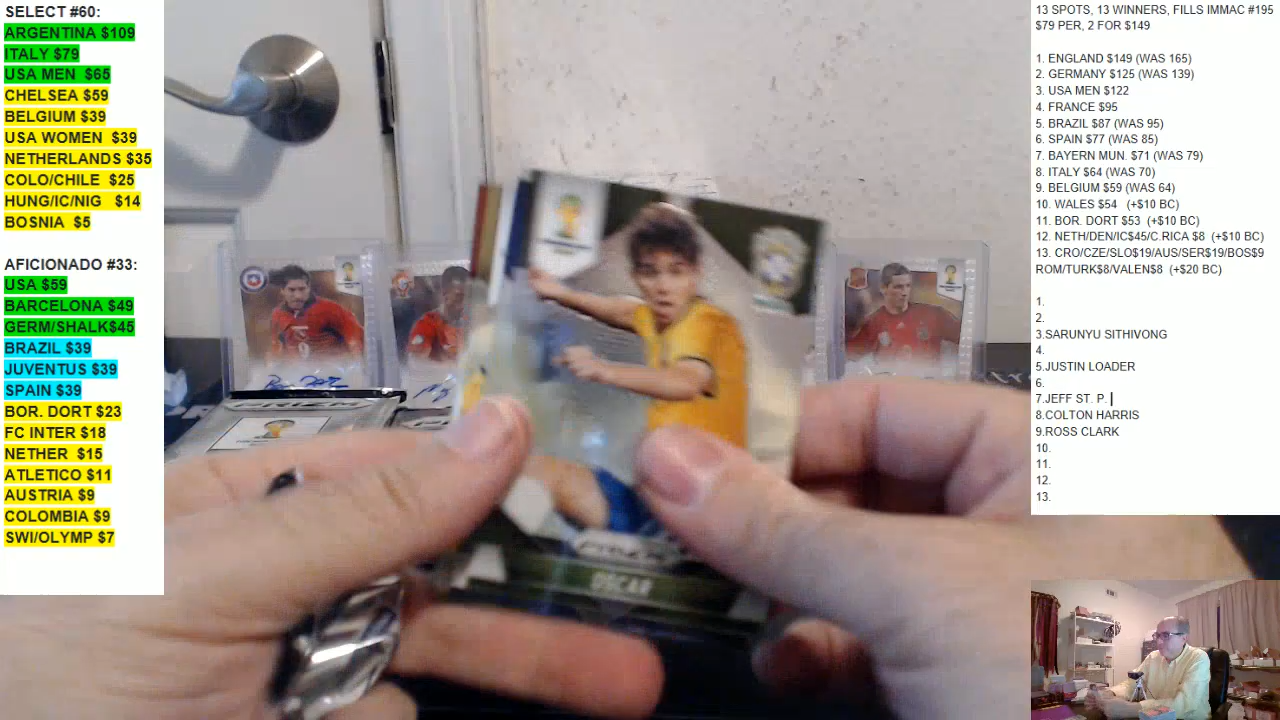 SELECT #60:
ARGENTINA $109
ITALY $79
USA MEN $65
CHELSEA $59
BELGIUM $39
USA WOMEN $39
NETHERLANDS $35
COLO/CHILE $25
HUNG/IC/NIG $14
BOSNIA $5
AFICIONADO #33:
USA $59
BARCELONA $49
GERM/SHALK$45
BRAZIL $39
JUVENTUS $39
SPAIN $39
BOR. DORT $23
FC INTER $18
NETHER $15
ATLETICO $11
AUSTRIA $9
COLOMBIA $9
SWI/OLYMP $7
PRIZM
OSCAR
13 SPOTS, 13 WINNERS, FILLS IMMAC #195
$79 PER, 2 FOR $149
1. ENGLAND $149 (WAS 165)
2. GERMANY $125 (WAS 139)
3. USA MEN $122
4. FRANCE $95
5. BRAZIL $87 (WAS 95)
6. SPAIN $77 (WAS 85)
7. BAYERN MUN. $71 (WAS 79)
8. ITALY $64 (WAS 70)
9. BELGIUM $59 (WAS 64)
10. WALES $54 (+$10 BC)
11. BOR. DORT $53 (+$10 BC)
12. NETH/DEN/IC$45/C.RICA $8 (+$10 BC)
13. CRO/CZE/SLO$19/AUS/SER$19/BOS$9
ROM/TURK$8/VALEN$8 (+$20 BC)
1.
2.
3.SARUNYU SITHIVONG
4.
5.JUSTIN LOADER
6.
7.JEFF ST. P.
8.COLTON HARRIS
9.ROSS CLARK
10.
11.
12.
13.